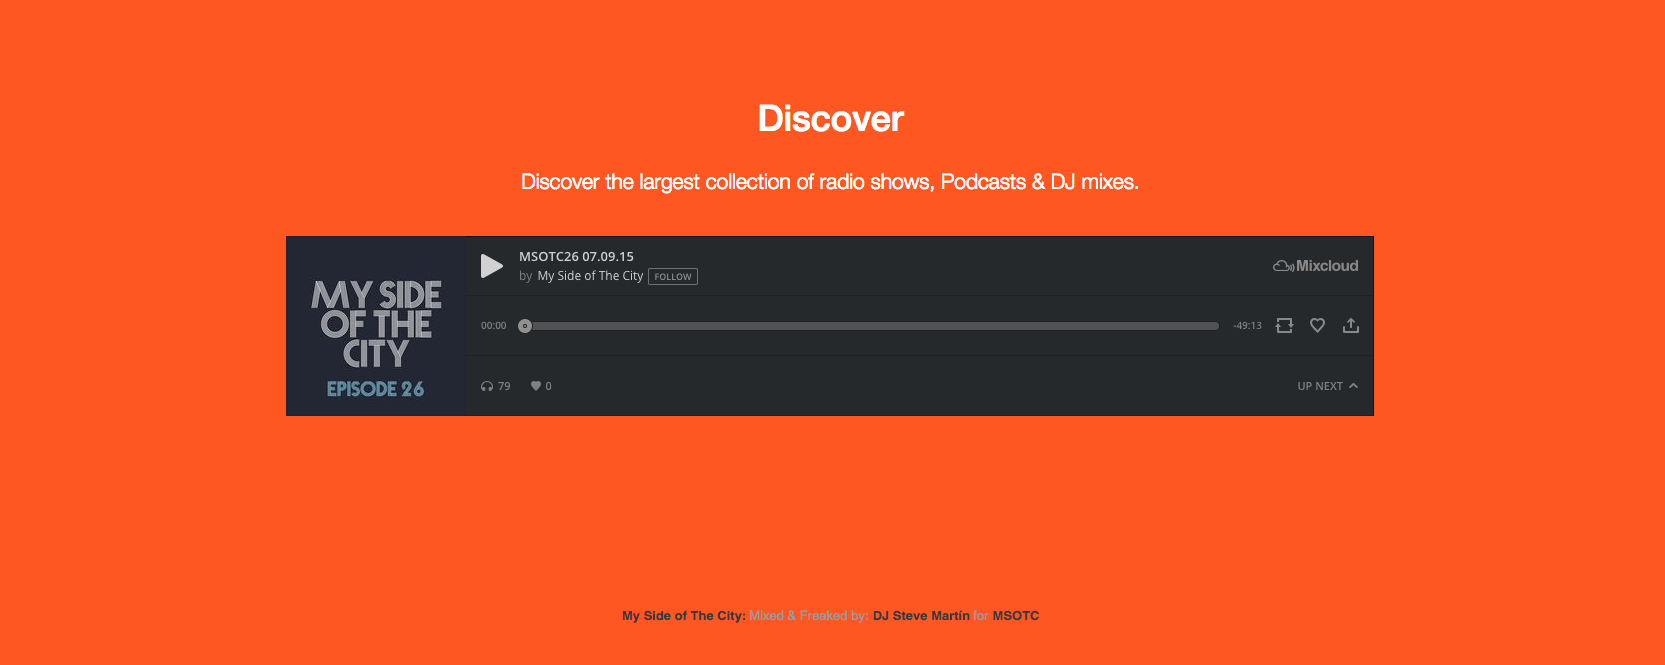 Discover
Discover the largest collection of radio shows, Podcasts & DJ mixes.
MY SIDE
OF THE
CITY
EPISODE 26
MSOTC26 07.09.15
by My Side of The City FOLLOW
Mixcloud
00:00
-49:13
79
0
UP NEXT
My Side of The City: Mixed & Freaked by: DJ Steve Martín for MSOTC